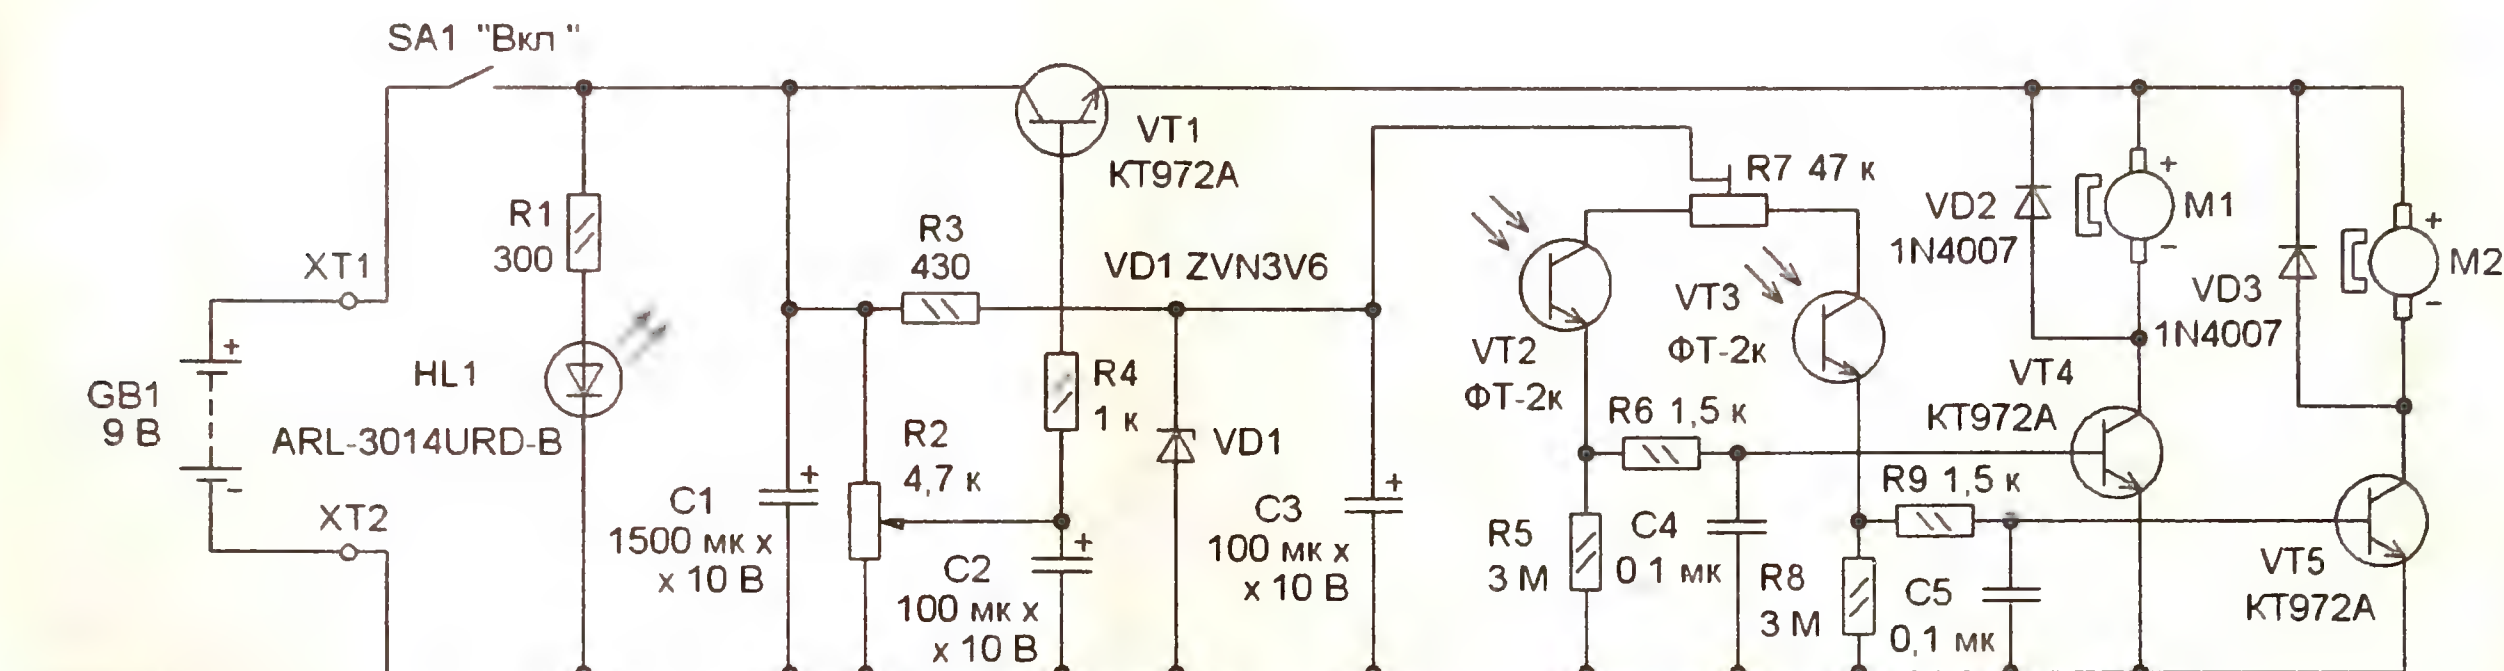 SA1 "Вкл"
VT1
КТ972А
R7 47 к
R1
300
R3
430
VD1 ZVN3V6
XT1
VD2
1N4007
+
M1
+
M2
VT3
ФТ-2к
VD3
1N4007
–
–
VT2
ФТ-2к
+
GB1
9 В
–
HL1
ARL-3014URD-B
R4
1 к
R6 1,5 к
VT4
КТ972А
R2
4,7 к
VD1
R9 1,5 к
XT2
C1
1500 мк х
х 10 В
+
C2
100 мк х
х 10 В
+
C3
100 мк х
х 10 В
+
R5
3 М
C4
0 1 мк
R8
3 М
C5
0,1 мк
VT5
КТ972А